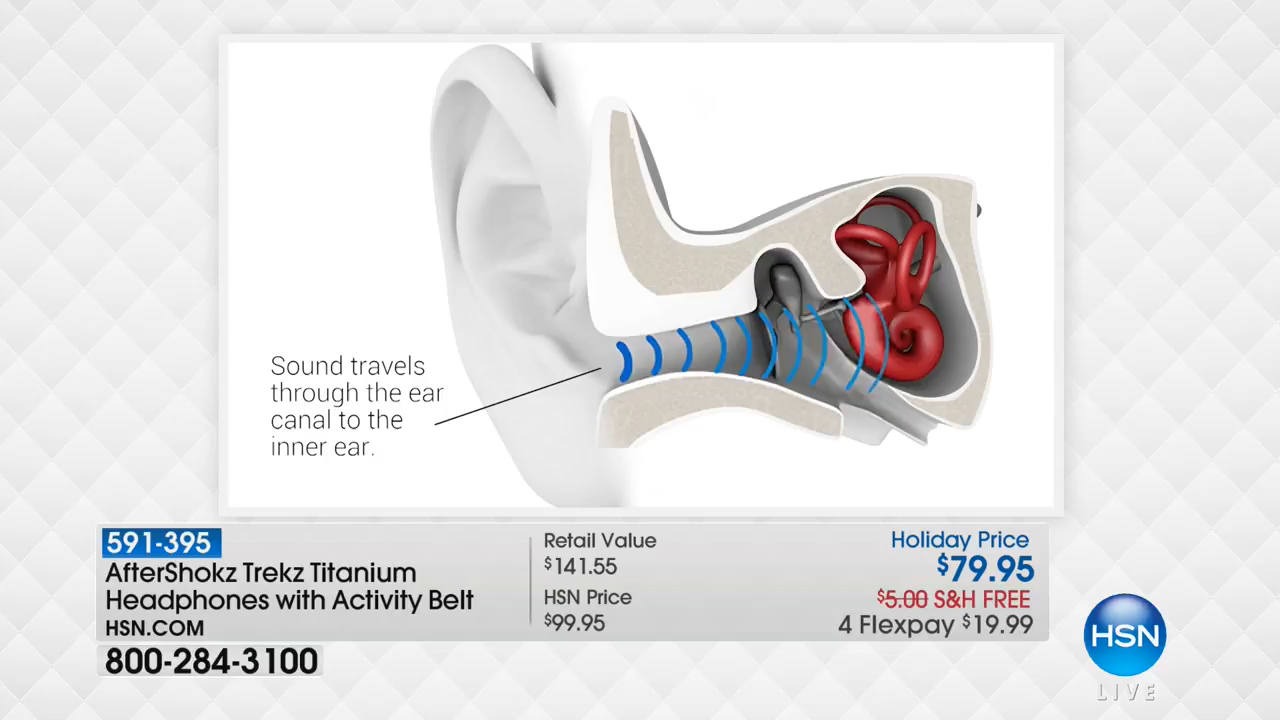 Sound travels
through the ear
canal to the
inner ear.
591-395
AfterShokz Trekz Titanium
Headphones with Activity Belt
HSN.COM
800-284-3100
Retail Value
$141.55
HSN Price
$99.95
Holiday Price
$79.95
$5.00 S&H FREE
4 Flexpay $19.99
HSN
LIVE